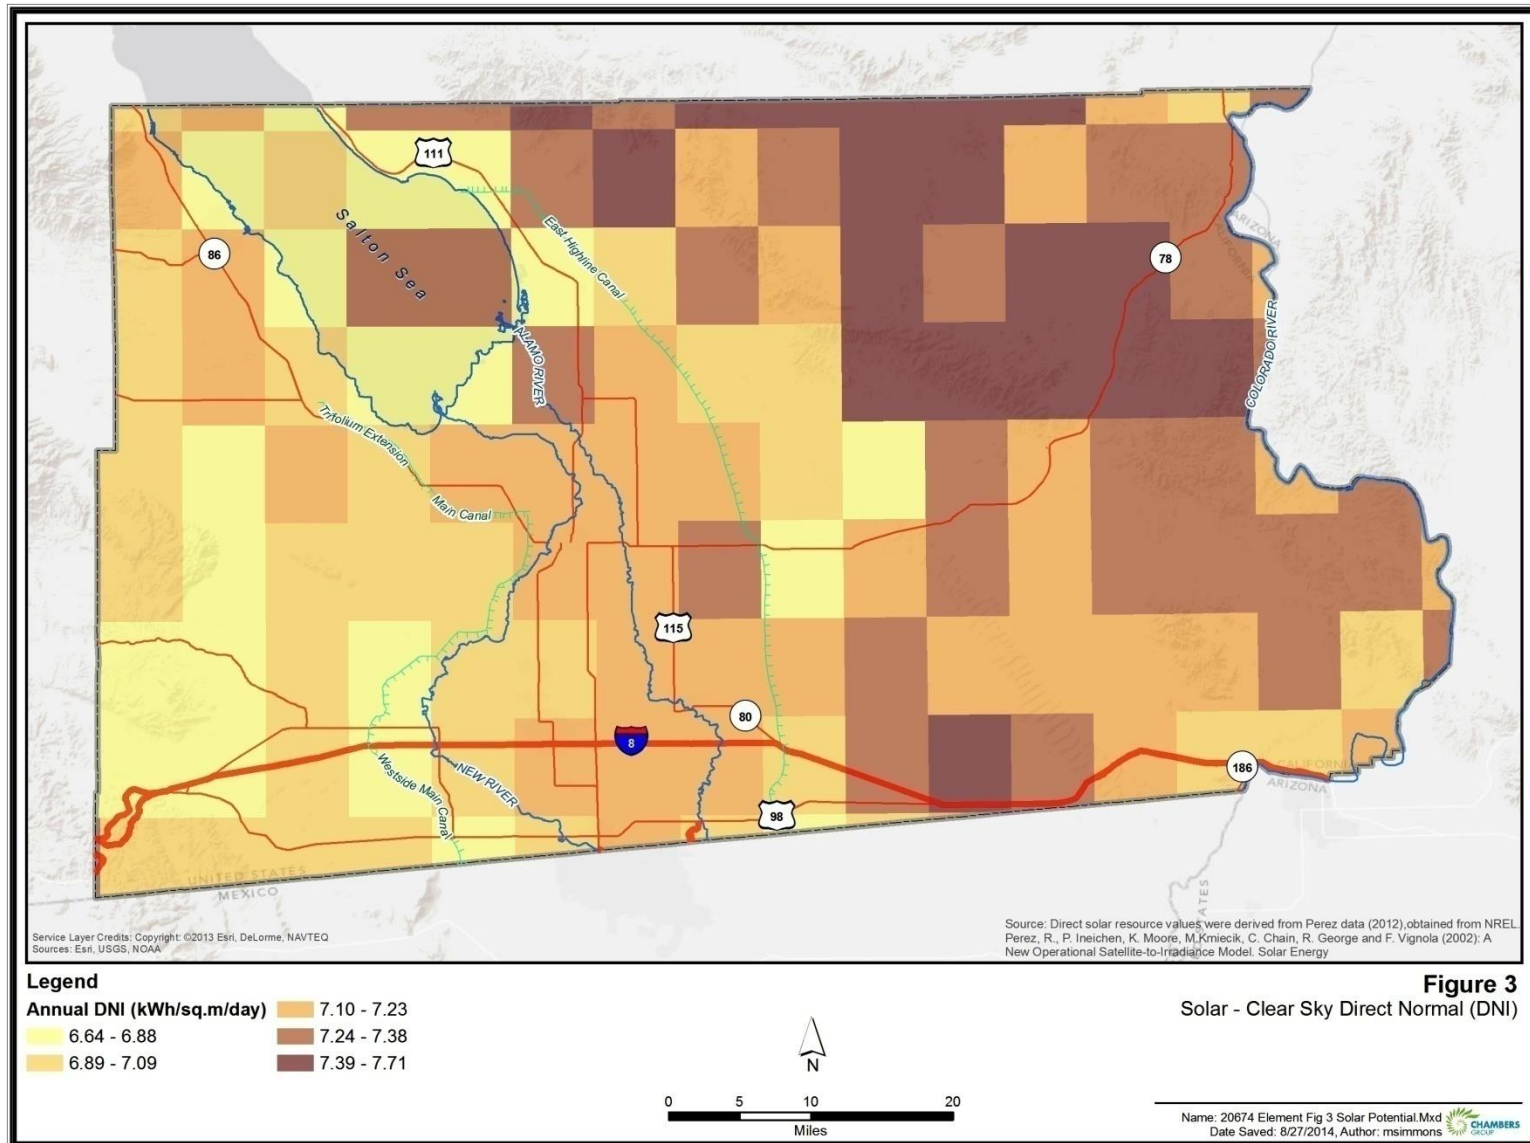 111
Salton Sea
East Highline Canal
86
78
ARIZONA
CALIFORNIA
ALAMO RIVER
COLORADO RIVER
Trifolium Extension
Main Canal
115
80
8
NEW RIVER
Westside Main Canal
186
CALIFORNIA
ARIZONA
98
UNITED STATES
MEXICO
Service Layer Credits: Copyright: ©2013 Esri, DeLorme, NAVTEQ
Sources: Esri, USGS, NOAA
Source: Direct solar resource values were derived from Perez data (2012),obtained from NREL.
Perez, R., P. Ineichen, K. Moore, M.Kmiecik, C. Chain, R. George and F. Vignola (2002): A
New Operational Satellite-to-Irradiance Model. Solar Energy
Legend
Annual DNI (kWh/sq.m/day)
6.64 - 6.88
6.89 - 7.09
7.10 - 7.23
7.24 - 7.38
7.39 - 7.71
N
0 5 10 20
Miles
Figure 3
Solar - Clear Sky Direct Normal (DNI)
Name: 20674 Element Fig 3 Solar Potential.Mxd
Date Saved: 8/27/2014, Author: msimmons
CHAMBERS
GROUP